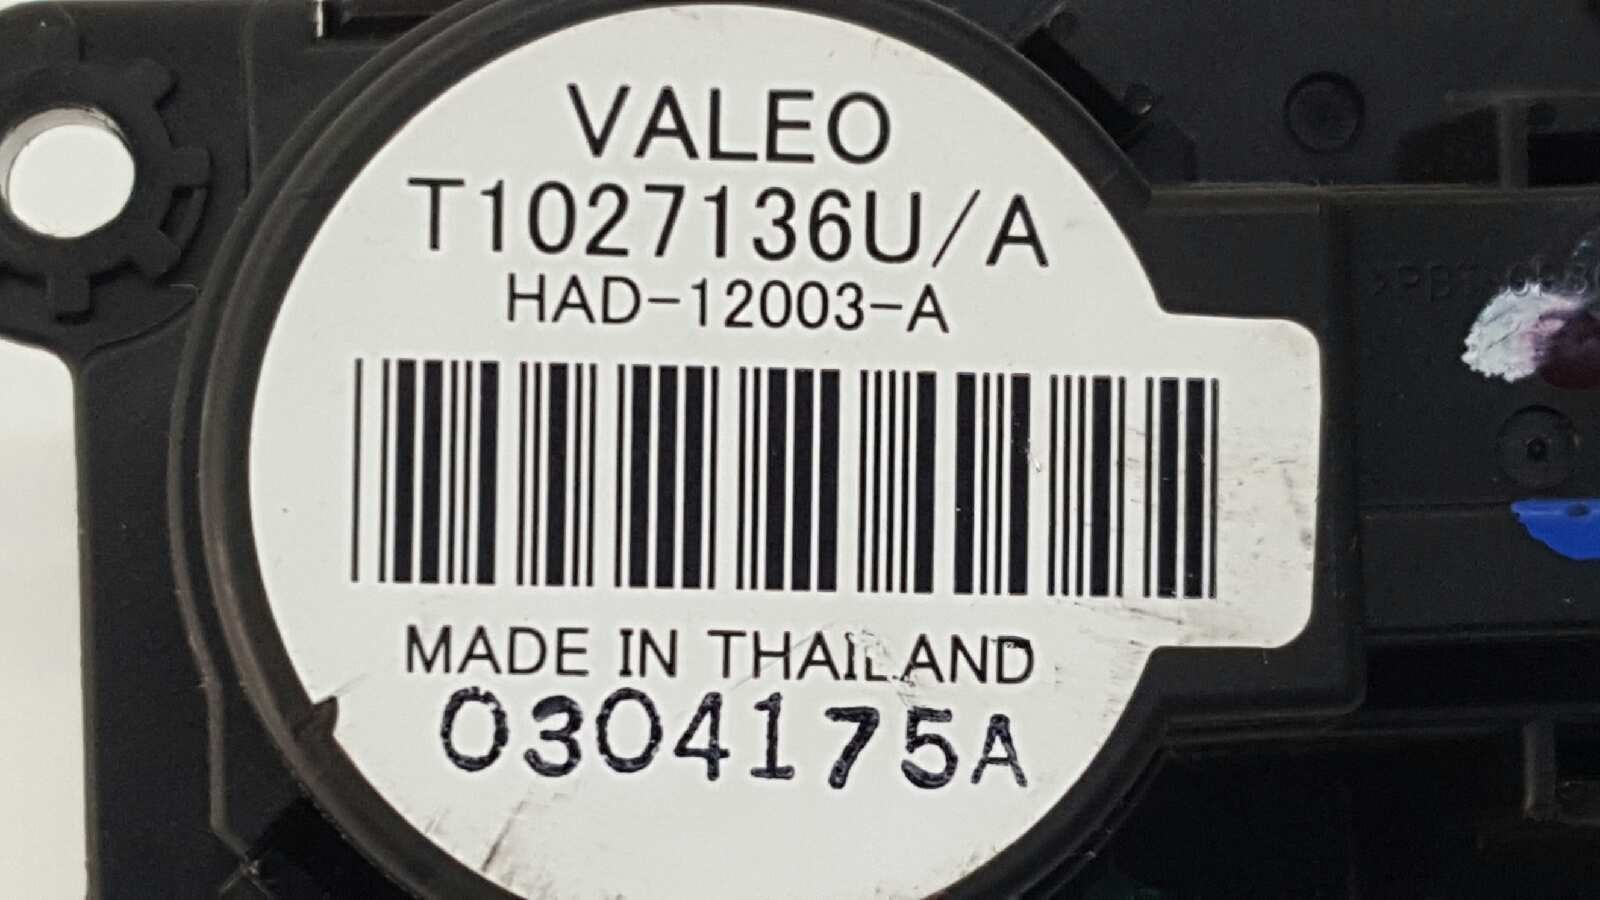 VALEO
T1027136U/A
HAD-12003-A
MADE IN THAILAND
0304175A